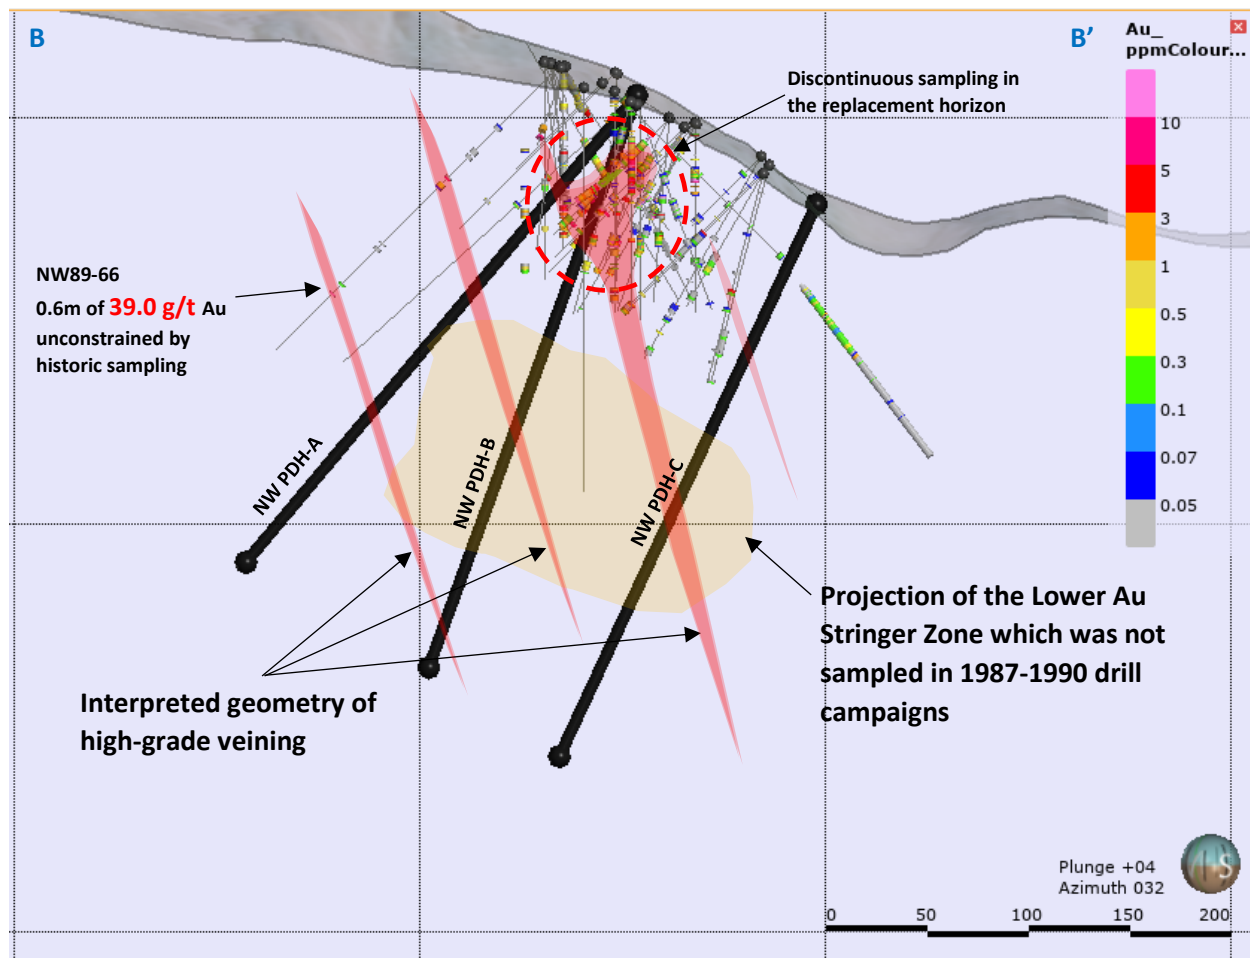 B
B'
Au_
ppmColour...
10
5
3
1
0.5
0.3
0.1
0.07
0.05
Discontinuous sampling in
the replacement horizon
NW89-66
0.6m of 39.0 g/t Au
unconstrained by
historic sampling
NW PDH-A
NW PDH-B
NW PDH-C
Interpreted geometry of
high-grade veining
Projection of the Lower Au
Stringer Zone which was not
sampled in 1987-1990 drill
campaigns
Plunge +04
Azimuth 032
S
0 50 100 150 200